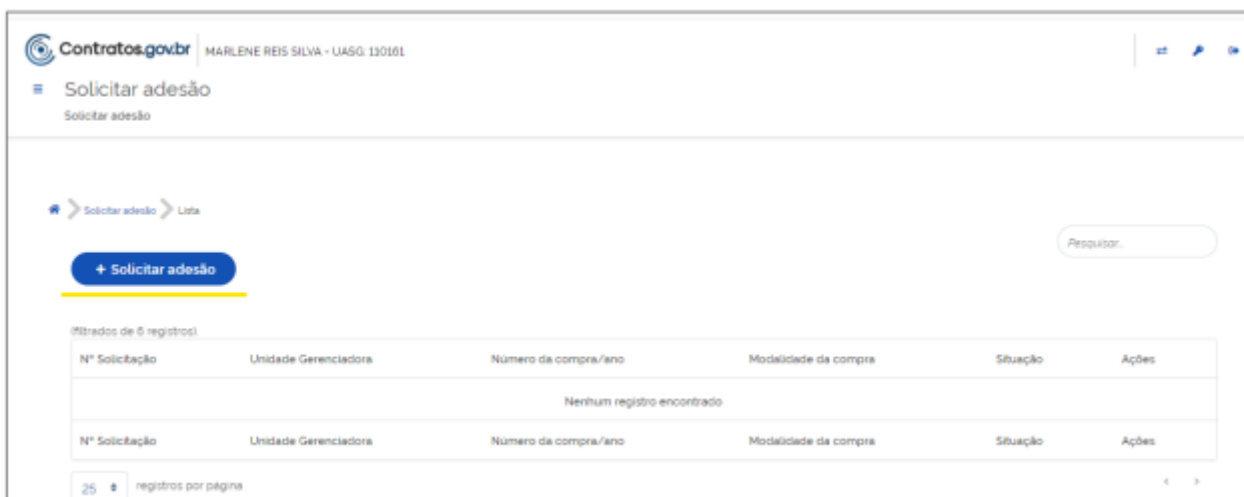 Contratos.gov.br MARLENE REIS SILVA - UASG: 110161
Solicitar adesão
Solicitar adesão
Solicitar adesão Lista
Pesquisar...
+ Solicitar adesão
(filtrados de 6 registros).
N° Solicitação Unidade Gerenciadora Número da compra/ano Modalidade da compra Situação Ações
Nenhum registro encontrado
N° Solicitação Unidade Gerenciadora Número da compra/ano Modalidade da compra Situação Ações
25 registros por página